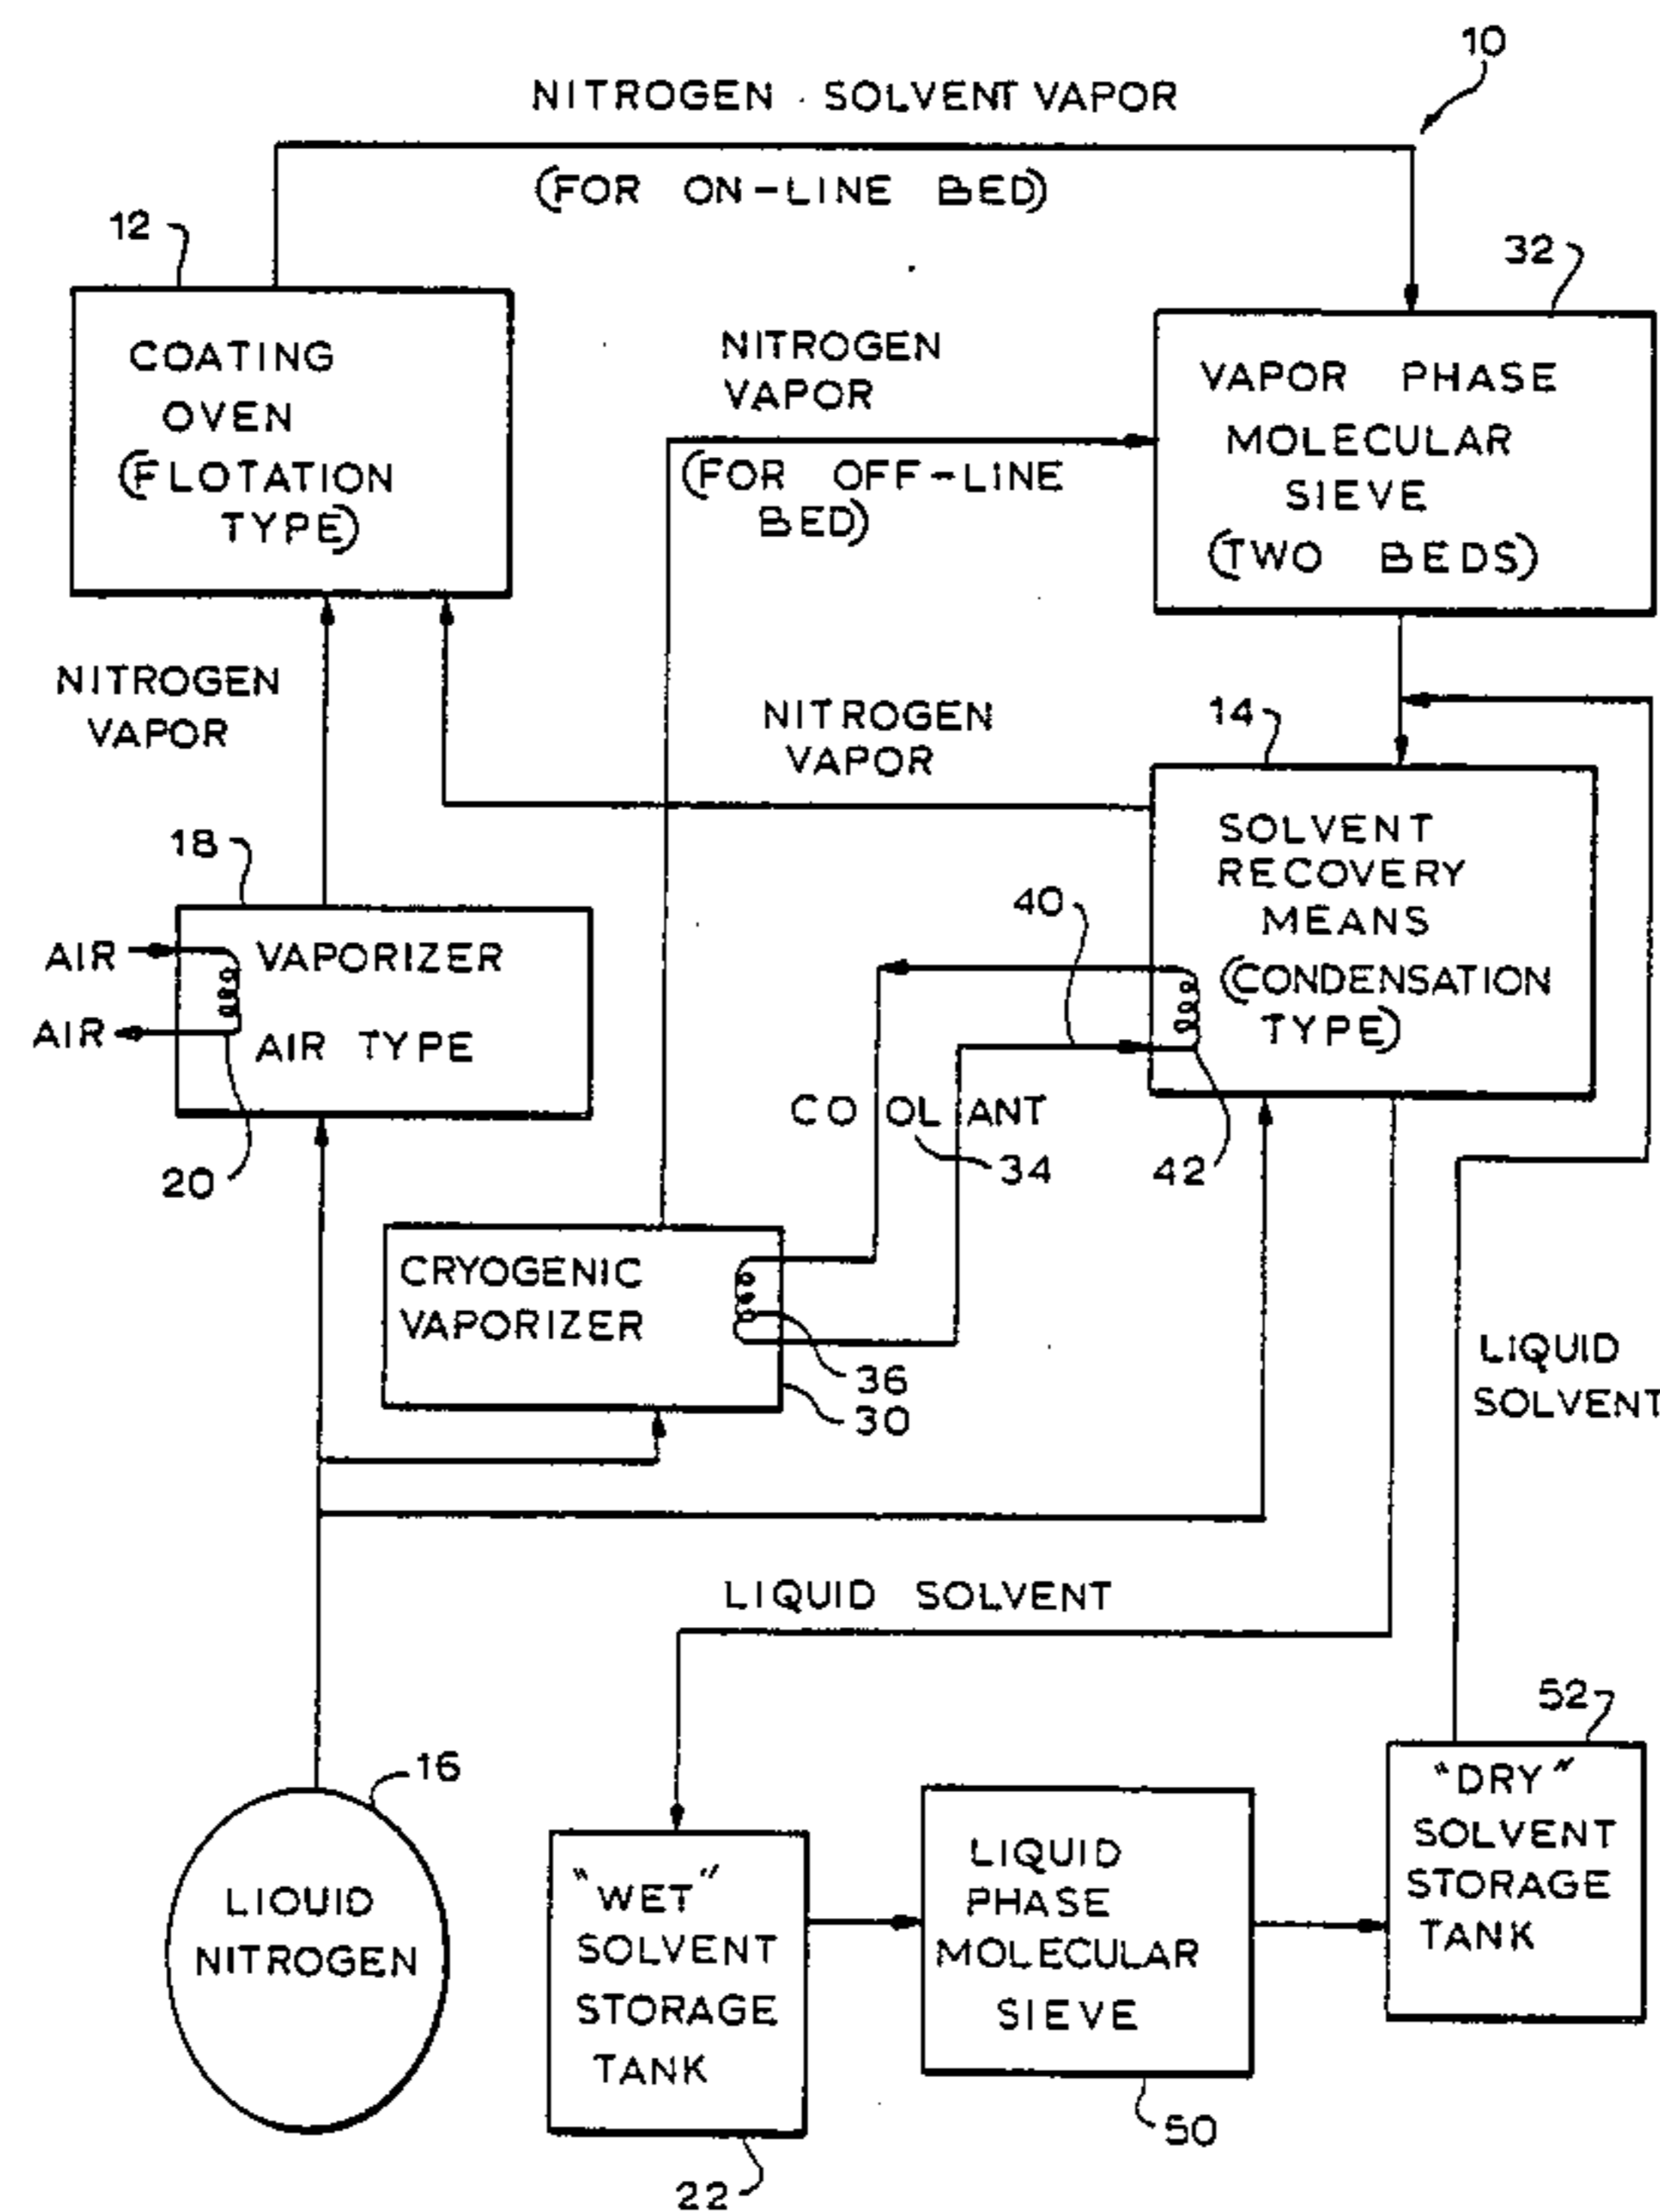 10
NITROGEN SOLVENT VAPOR
(FOR ON-LINE BED)
12
32
COATING
OVEN
(FLOTATION
TYPE)
NITROGEN
VAPOR
(FOR OFF-LINE
BED)
VAPOR PHASE
MOLECULAR
SIEVE
(TWO BEDS)
NITROGEN
VAPOR
NITROGEN
VAPOR
14
18
AIR
AIR
VAPORIZER
AIR TYPE
20
SOLVENT
RECOVERY
MEANS
(CONDENSATION
TYPE)
40
COOLANT
34
42
CRYOGENIC
VAPORIZER
36
30
LIQUID
SOLVENT
LIQUID SOLVENT
16
LIOUID
NITROGEN
"WET"
SOLVENT
STORAGE
TANK
22
LIQUID
PHASE
MOLECULAR
SIEVE
50
52
"DRY"
SOLVENT
STORAGE
TANK